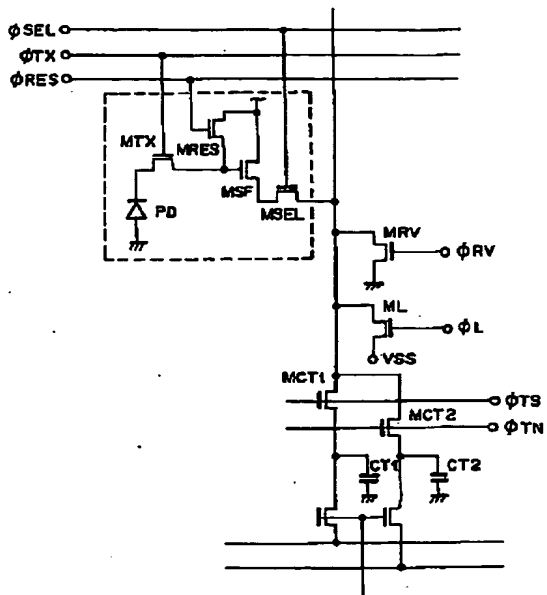 φSEL
φTX
φRES
MTX
MRES
MSF
PD
MSEL
MRV
φRV
ML
φL
VSS
MCT1
φTS
MCT2
φTN
CT1
CT2